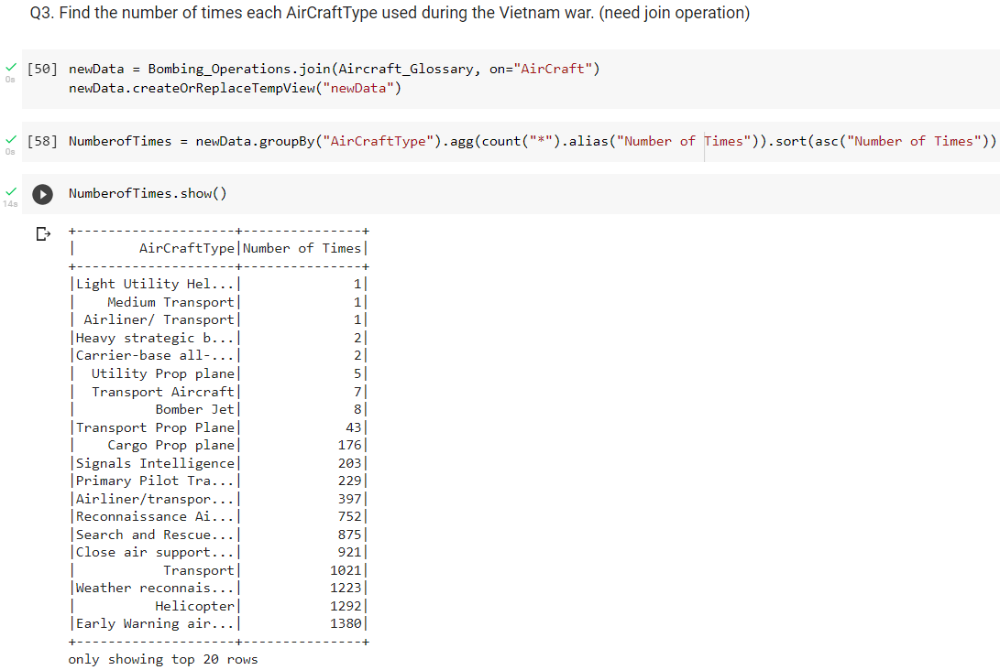 Q3. Find the number of times each AirCraftType used during the Vietnam war. (need join operation)
[50] newData = Bombing_Operations.join(Aircraft_Glossary, on="AirCraft")
0s
newData.createOrReplaceTempView("newData")
[58] NumberofTimes = newData.groupBy("AirCraftType").agg(count("*").alias("Number of Times")).sort(asc("Number of Times"))
0s
NumberofTimes.show()
14s
+--------------------+---------------+
|        AirCraftType|Number of Times|
+--------------------+---------------+
|Light Utility Hel...|              1|
|    Medium Transport|              1|
| Airliner/ Transport|              1|
|Heavy strategic b...|              2|
|Carrier-base all-...|              2|
|  Utility Prop plane|              5|
|  Transport Aircraft|              7|
|          Bomber Jet|              8|
|Transport Prop Plane|             43|
|    Cargo Prop plane|            176|
|Signals Intelligence|            203|
|Primary Pilot Tra...|            229|
|Airliner/transpor...|            397|
|Reconnaissance Ai...|            752|
|Search and Rescue...|            875|
|Close air support...|            921|
|           Transport|           1021|
|Weather reconnais...|           1223|
|          Helicopter|           1292|
|Early Warning air...|           1380|
+--------------------+---------------+
only showing top 20 rows